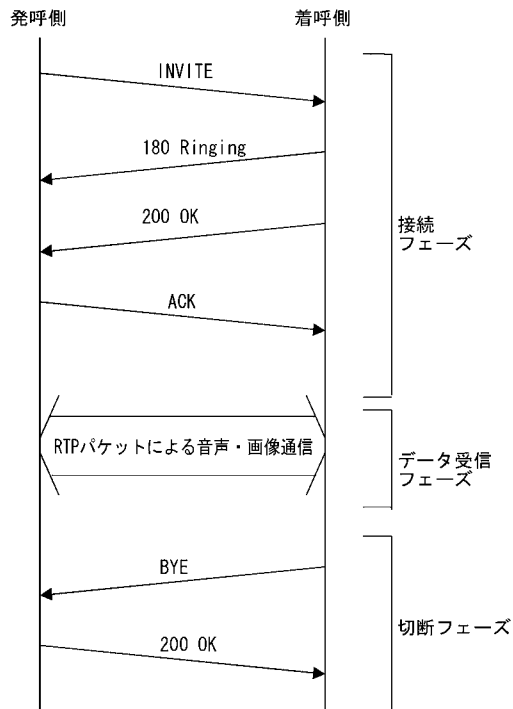 発呼側
着呼側
INVITE
180 Ringing
200 OK
接続
フェーズ
ACK
RTPパケットによる音声・画像通信
データ受信
フェーズ
BYE
切断フェーズ
200 OK